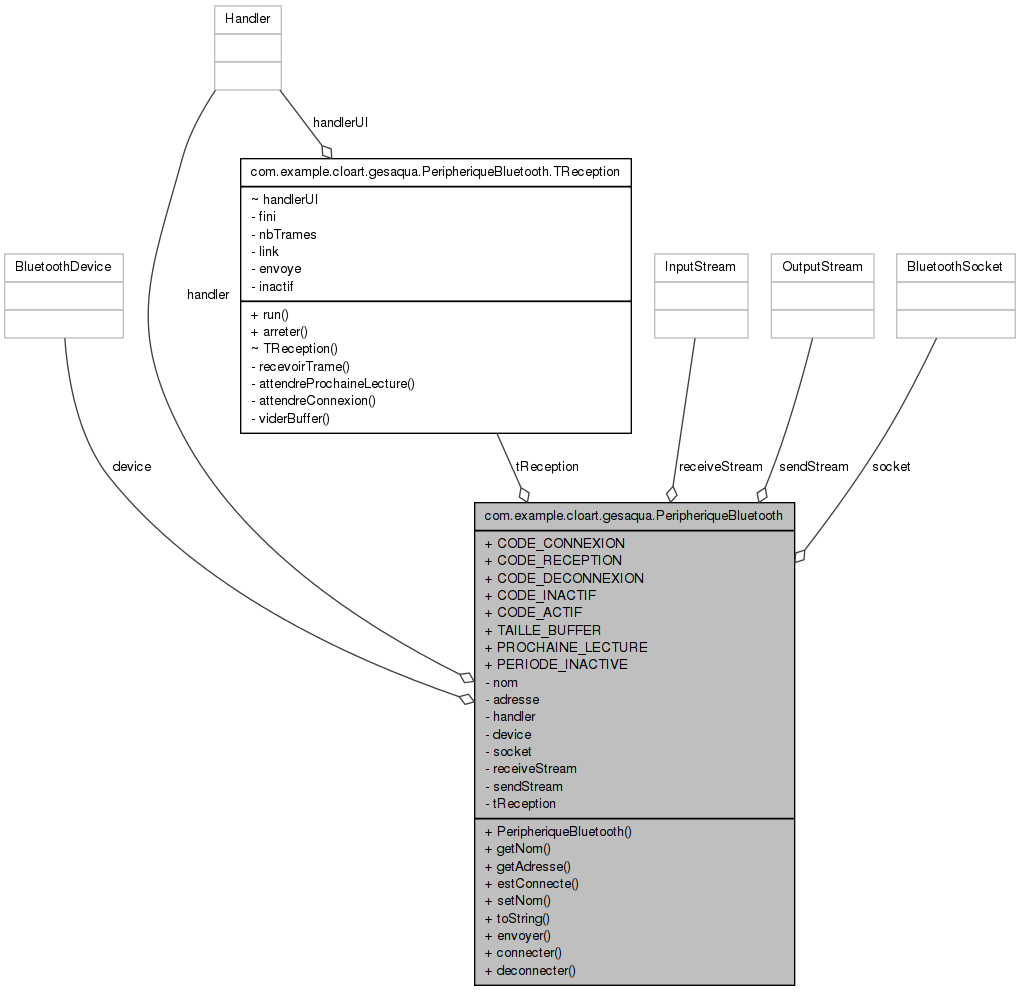 Handler
handlerUI
com.example.cloart.gesaqua.PeripheriqueBluetooth.TReception
~ handlerUI
- fini
- nbTrames
- link
- envoye
- inactif
+ run()
+ arreter()
~ TReception()
- recevoirTrame()
- attendreProchaineLecture()
- attendreConnexion()
- viderBuffer()
BluetoothDevice
InputStream
OutputStream
BluetoothSocket
handler
device
tReception
receiveStream
sendStream
socket
com.example.cloart.gesaqua.PeripheriqueBluetooth
+ CODE_CONNEXION
+ CODE_RECEPTION
+ CODE_DECONNEXION
+ CODE_INACTIF
+ CODE_ACTIF
+ TAILLE_BUFFER
+ PROCHAINE_LECTURE
+ PERIODE_INACTIVE
- nom
- adresse
- handler
- device
- socket
- receiveStream
- sendStream
- tReception
+ PeripheriqueBluetooth()
+ getNom()
+ getAdresse()
+ estConnecte()
+ setNom()
+ toString()
+ envoyer()
+ connecter()
+ deconnecter()